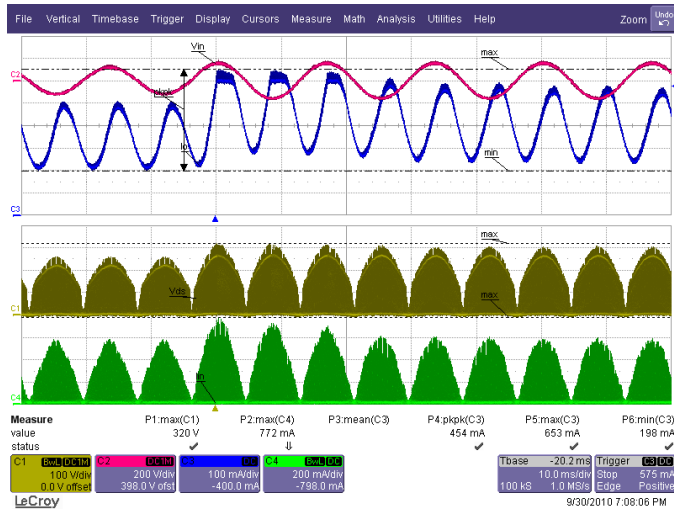 File Vertical Timebase Trigger Display Cursors Measure Math Analysis Utilities Help Zoom Undo
Vin
max
C2
pkpk
Io
min
C3
max
Vds
max
C1
Iin
C4
Measure P1:max(C1) P2:max(C4) P3:mean(C3) P4:pkpk(C3) P5:max(C3) P6:min(C3)
value 320 V 772 mA 454 mA 653 mA 198 mA
status
C1 BwL DC1M C2 DC1M C3 DC C4 BwL DC Tbase -20.2 ms Trigger C3 DC
100 V/div 200 V/div 100 mA/div 200 mA/div 10.0 ms/div Stop 575 mA
0.0 V offset 398.0 V ofst -400.0 mA -798.0 mA 100 kS 1.0 MS/s Edge Positive
LeCroy 9/30/2010 7:08:06 PM